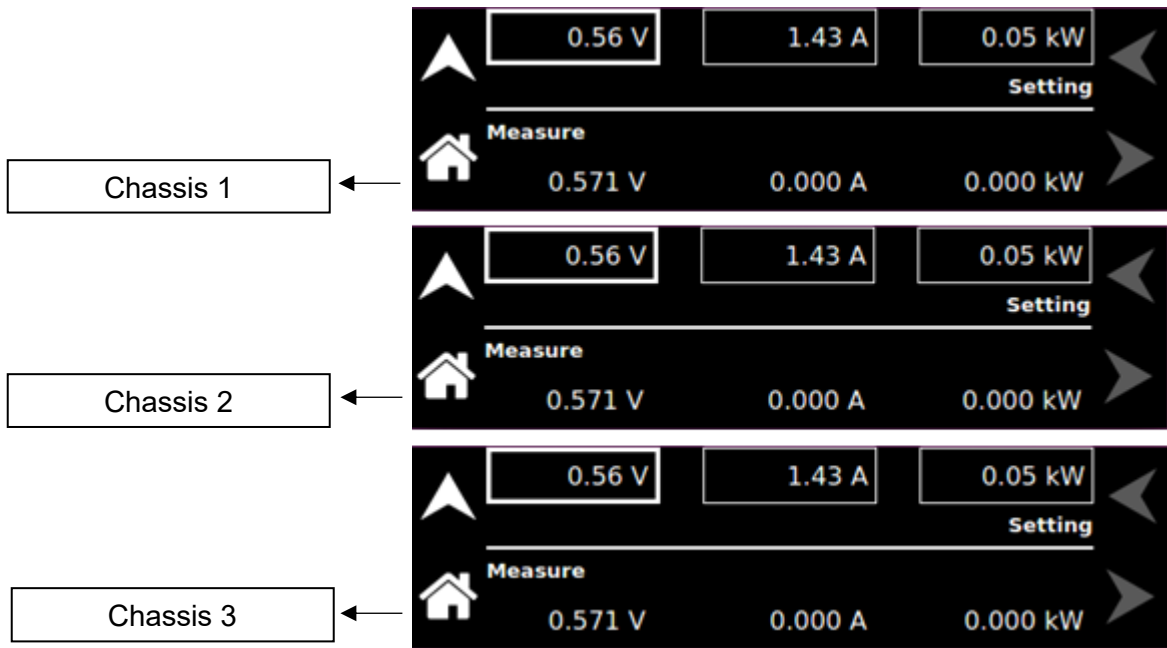 0.56 V 1.43 A 0.05 kW
Setting
Measure
Chassis 1
0.571 V 0.000 A 0.000 kW
0.56 V 1.43 A 0.05 kW
Setting
Measure
Chassis 2
0.571 V 0.000 A 0.000 kW
0.56 V 1.43 A 0.05 kW
Setting
Measure
Chassis 3
0.571 V 0.000 A 0.000 kW